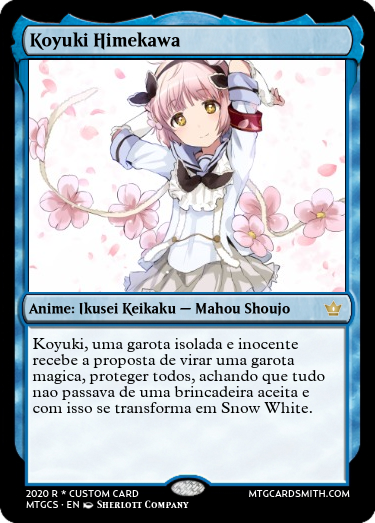 Koyuki Himekawa
Anime: Ikusei Keikaku — Mahou Shoujo
Koyuki, uma garota isolada e inocente
recebe a proposta de virar uma garota
magica, proteger todos, achando que tudo
nao passava de uma brincadeira aceita e
com isso se transforma em Snow White.
2020 R * CUSTOM CARD
MTGCS · EN Sherlott Company
MTGCARDSMITH.COM